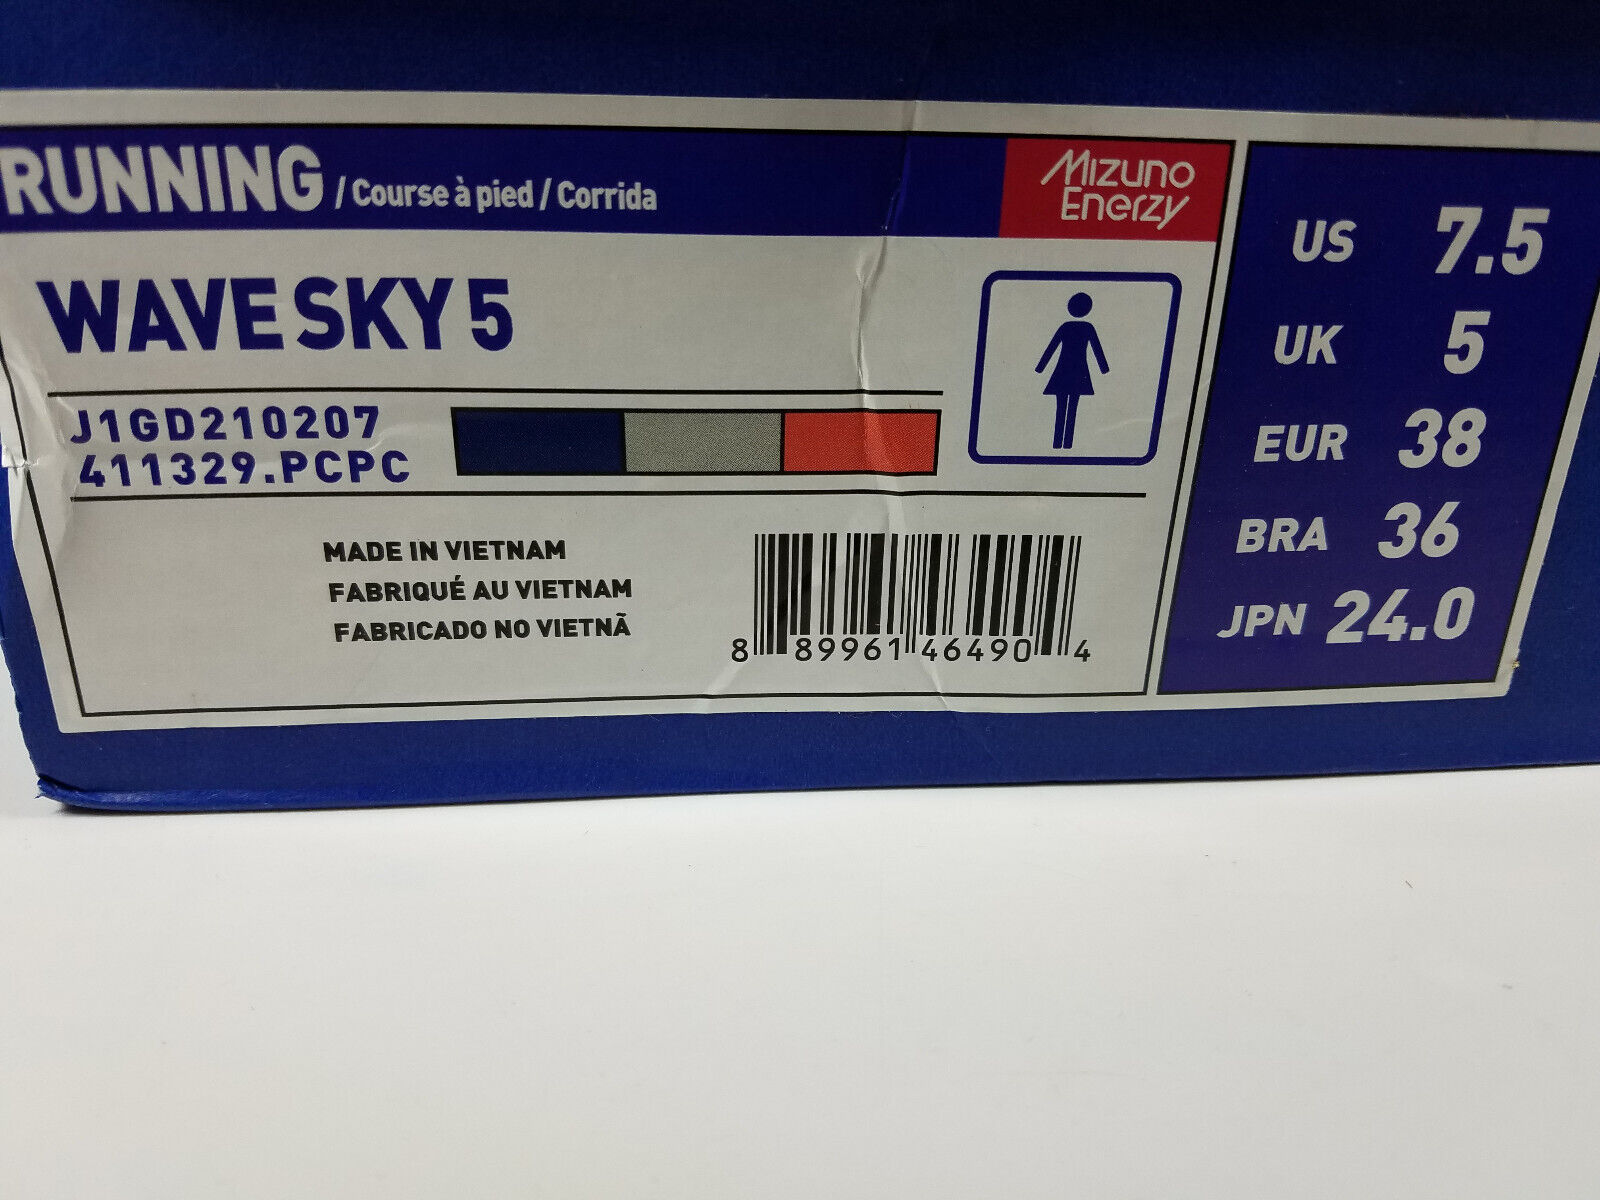 RUNNING / Course à pied / Corrida
Mizuno
Enerzy
WAVE SKY 5
J1GD210207
411329.PCPC
MADE IN VIETNAM
FABRIQUÉ AU VIETNAM
FABRICADO NO VIETNÃ
8 89961 46490 4
US 7.5
UK 5
EUR 38
BRA 36
JPN 24.0